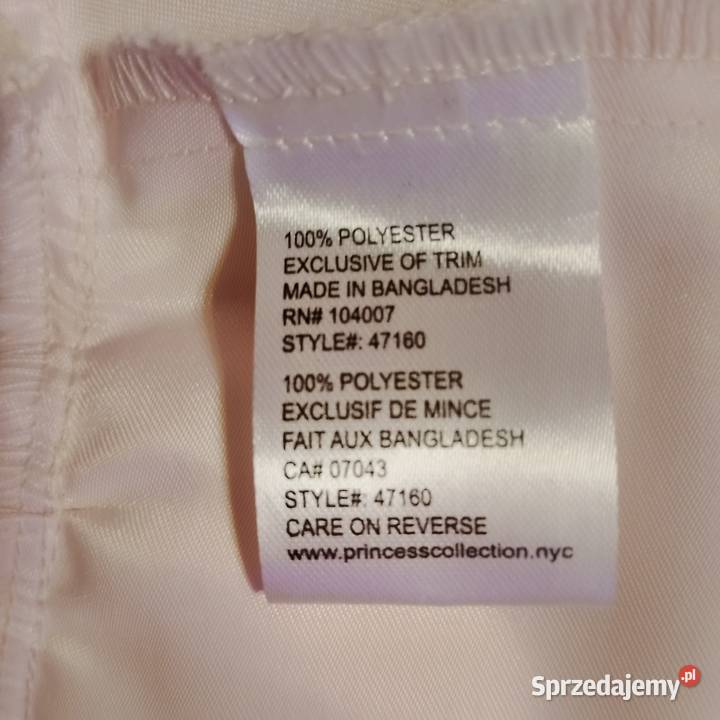 100% POLYESTER
EXCLUSIVE OF TRIM
MADE IN BANGLADESH
RN# 104007
STYLE#: 47160
100% POLYESTER
EXCLUSIF DE MINCE
FAIT AUX BANGLADESH
CA# 07043
STYLE#: 47160
CARE ON REVERSE
www.princesscollection.nyc
Sprzedajemy.pl